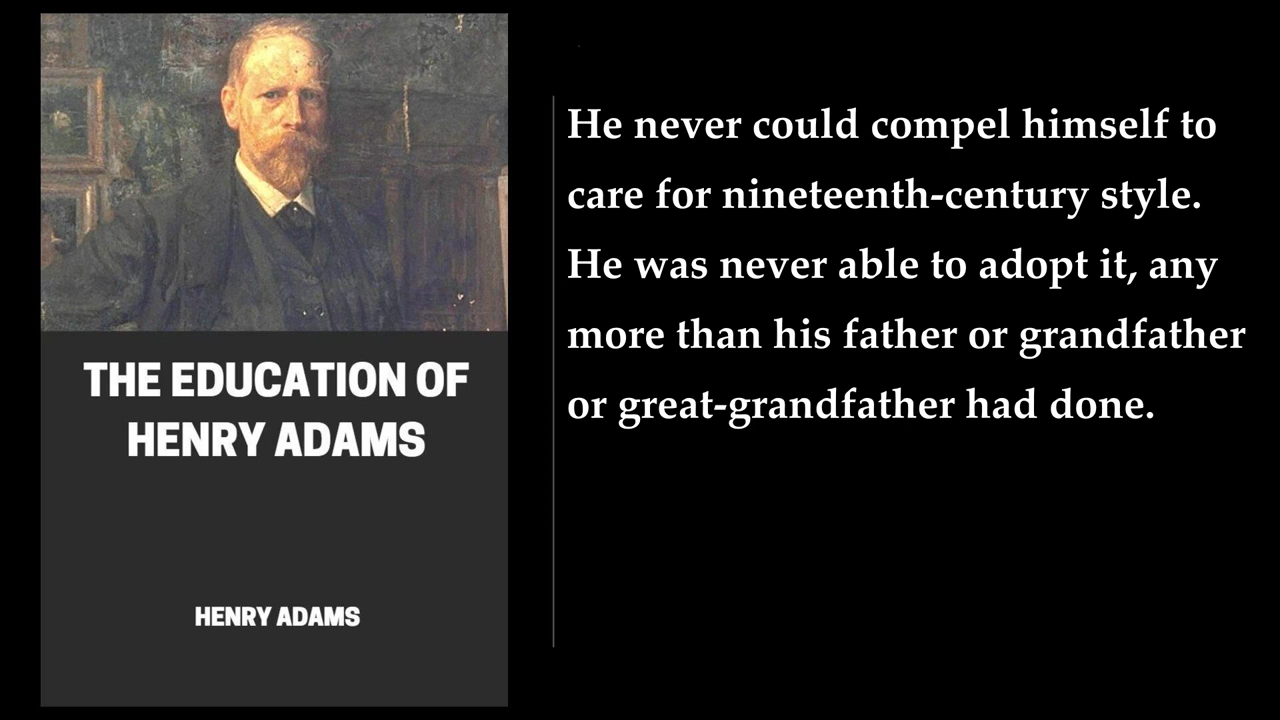 THE EDUCATION OF
HENRY ADAMS
HENRY ADAMS
He never could compel himself to
care for nineteenth-century style.
He was never able to adopt it, any
more than his father or grandfather
or great-grandfather had done.